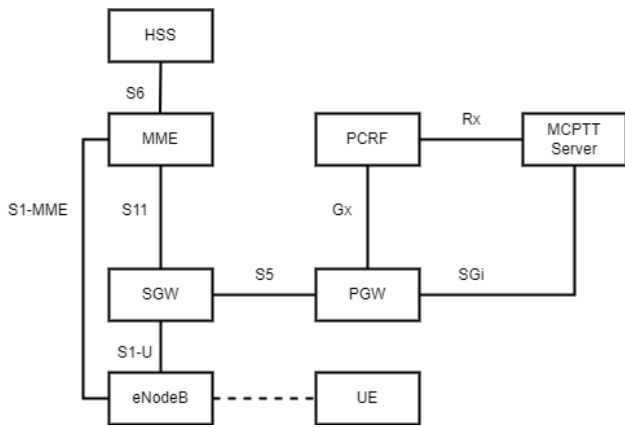 HSS
S6
MME
PCRF
Rx
MCPTT
Server
S1-MME
S11
Gx
SGW
S5
PGW
SGi
S1-U
eNodeB
UE